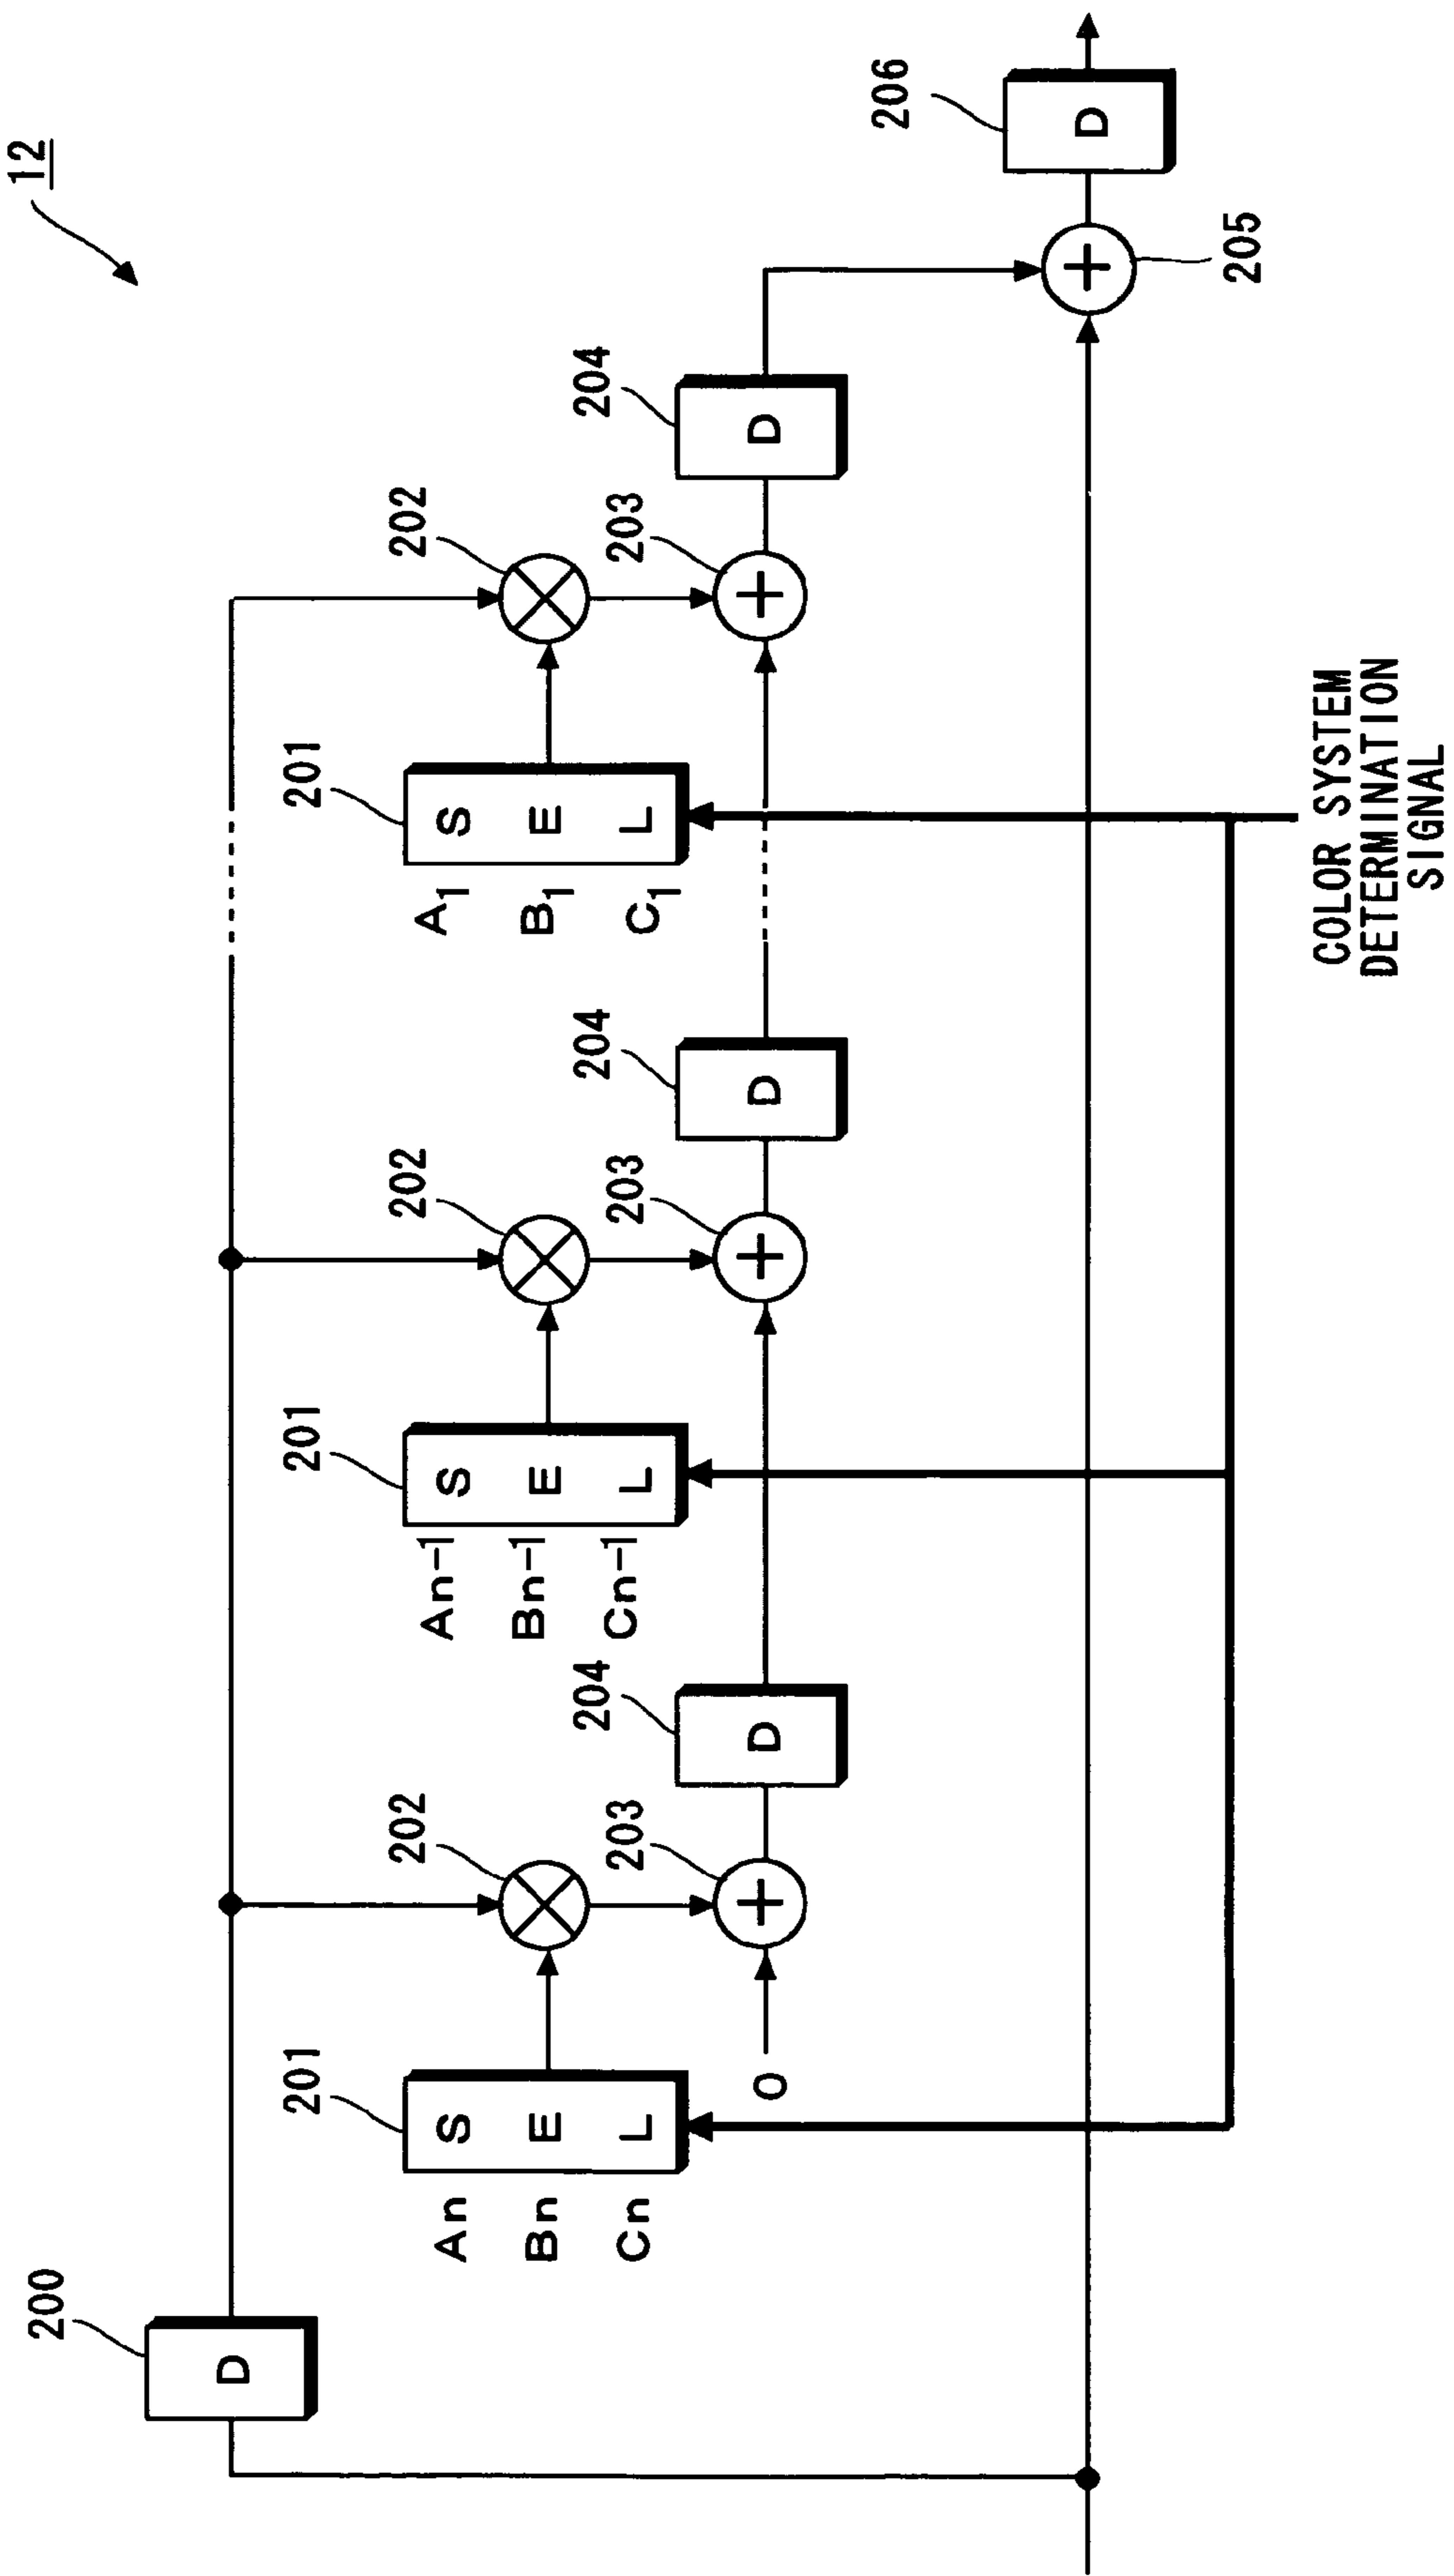 12
200
D
201
S
E
L
An
Bn
Cn
202
203
0
204
D
201
S
E
L
An-1
Bn-1
Cn-1
202
203
204
D
201
S
E
L
A1
B1
C1
202
203
204
D
205
206
D
COLOR SYSTEM
DETERMINATION
SIGNAL